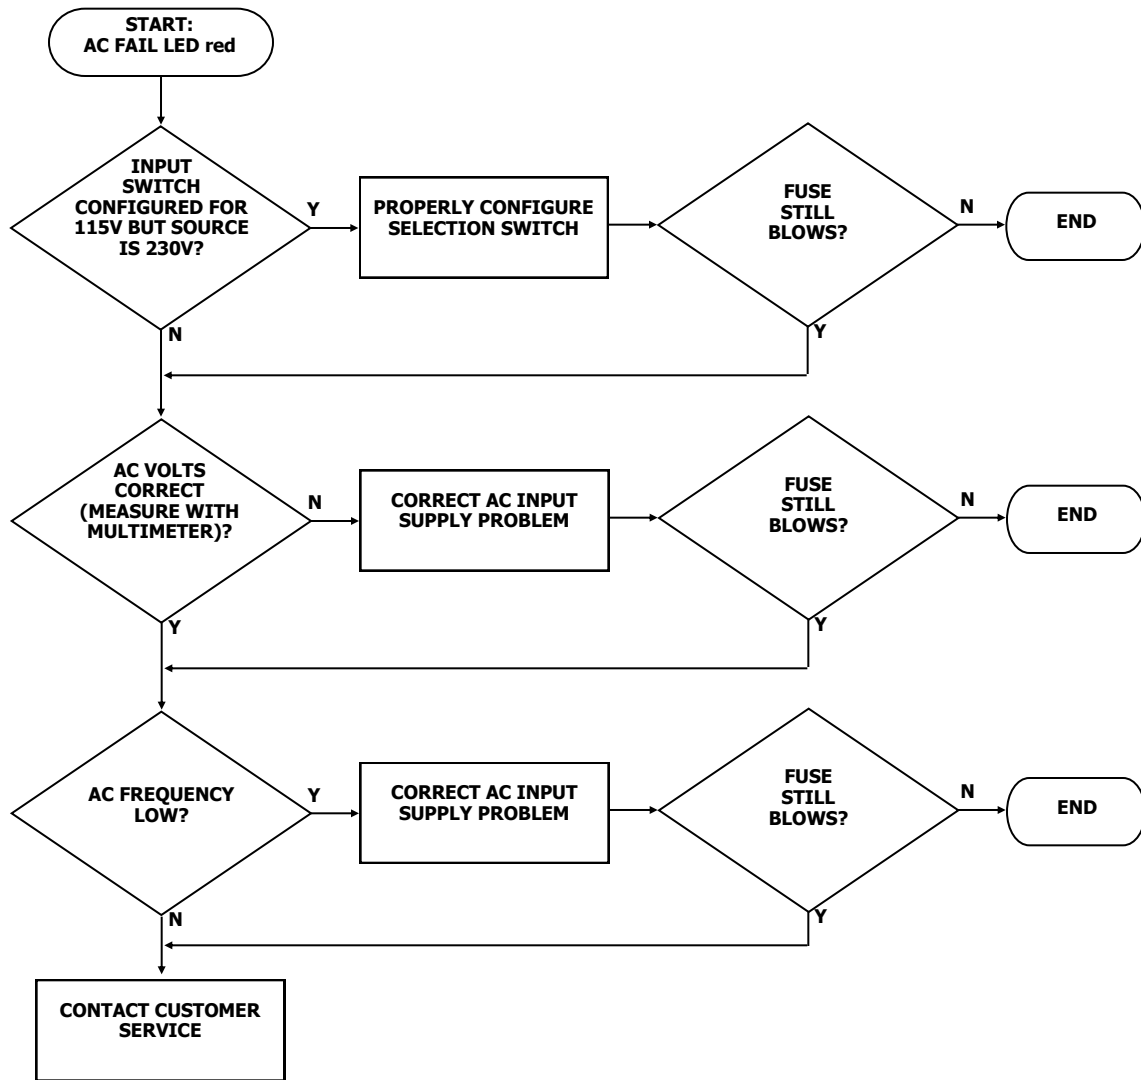 START:
AC FAIL LED red
INPUT
SWITCH
CONFIGURED FOR
115V BUT SOURCE
IS 230V?
Y
PROPERLY CONFIGURE
SELECTION SWITCH
FUSE
STILL
BLOWS?
N
END
N
Y
AC VOLTS
CORRECT
(MEASURE WITH
MULTIMETER)?
N
CORRECT AC INPUT
SUPPLY PROBLEM
FUSE
STILL
BLOWS?
N
END
Y
Y
AC FREQUENCY
LOW?
Y
CORRECT AC INPUT
SUPPLY PROBLEM
FUSE
STILL
BLOWS?
N
END
N
Y
CONTACT CUSTOMER
SERVICE